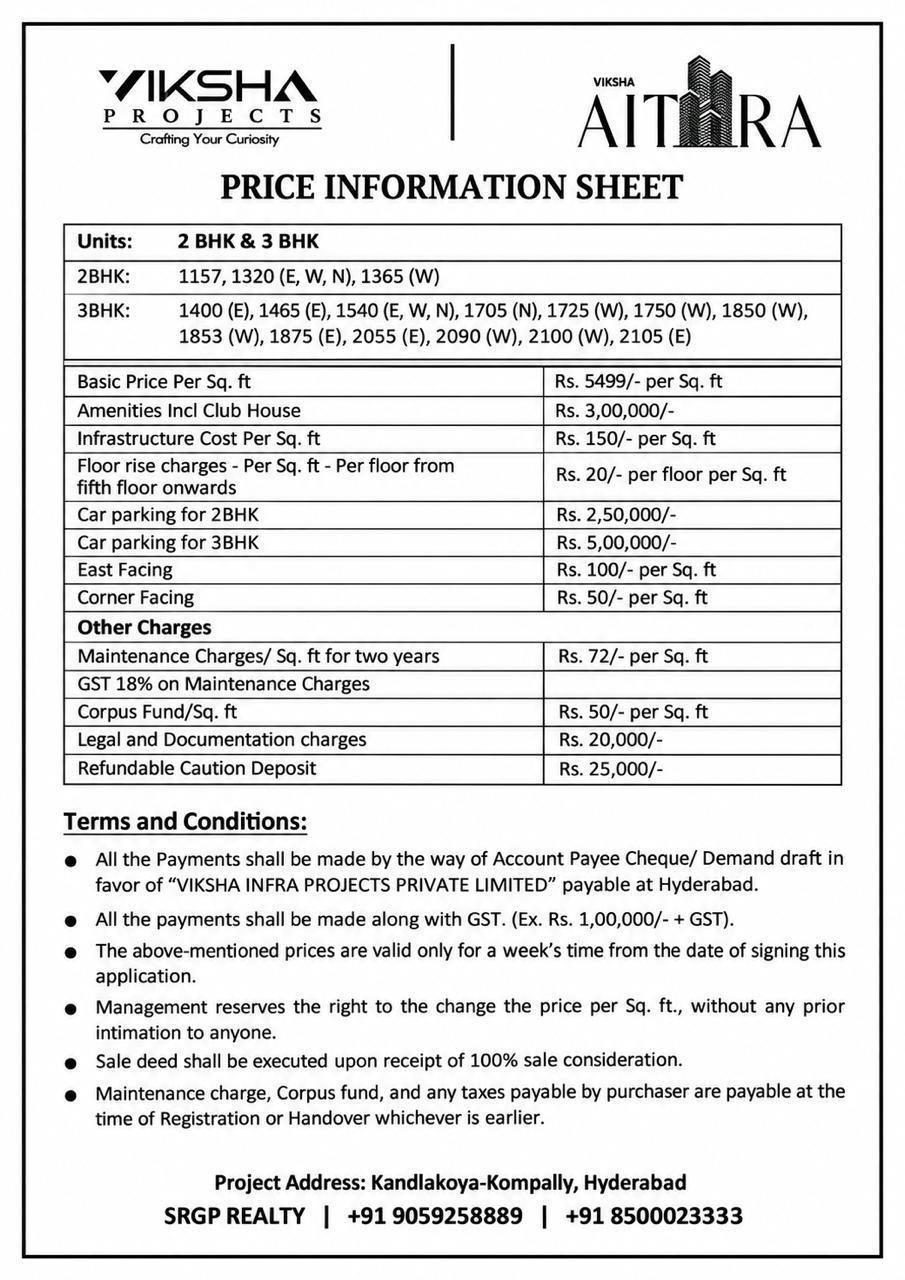 VIKSHA
PROJECTS
Crafting Your Curiosity
VIKSHA
AITHRA
PRICE INFORMATION SHEET
Units: 2 BHK & 3 BHK
2BHK: 1157, 1320 (E, W, N), 1365 (W)
3BHK: 1400 (E), 1465 (E), 1540 (E, W, N), 1705 (N), 1725 (W), 1750 (W), 1850 (W),
1853 (W), 1875 (E), 2055 (E), 2090 (W), 2100 (W), 2105 (E)
Basic Price Per Sq. ft Rs. 5499/- per Sq. ft
Amenities Incl Club House Rs. 3,00,000/-
Infrastructure Cost Per Sq. ft Rs. 150/- per Sq. ft
Floor rise charges - Per Sq. ft - Per floor from
fifth floor onwards Rs. 20/- per floor per Sq. ft
Car parking for 2BHK Rs. 2,50,000/-
Car parking for 3BHK Rs. 5,00,000/-
East Facing Rs. 100/- per Sq. ft
Corner Facing Rs. 50/- per Sq. ft
Other Charges
Maintenance Charges/ Sq. ft for two years Rs. 72/- per Sq. ft
GST 18% on Maintenance Charges
Corpus Fund/Sq. ft Rs. 50/- per Sq. ft
Legal and Documentation charges Rs. 20,000/-
Refundable Caution Deposit Rs. 25,000/-
Terms and Conditions:
● All the Payments shall be made by the way of Account Payee Cheque/ Demand draft in
favor of “VIKSHA INFRA PROJECTS PRIVATE LIMITED” payable at Hyderabad.
● All the payments shall be made along with GST. (Ex. Rs. 1,00,000/- + GST).
● The above-mentioned prices are valid only for a week’s time from the date of signing this
application.
● Management reserves the right to the change the price per Sq. ft., without any prior
intimation to anyone.
● Sale deed shall be executed upon receipt of 100% sale consideration.
● Maintenance charge, Corpus fund, and any taxes payable by purchaser are payable at the
time of Registration or Handover whichever is earlier.
Project Address: Kandlakoya-Kompally, Hyderabad
SRGP REALTY | +91 9059258889 | +91 8500023333